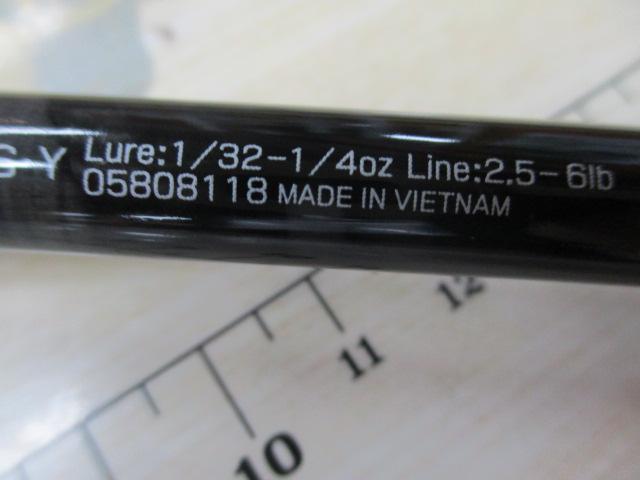 G Y Lure:1/32-1/4oz Line:2.5-6lb
05808118 MADE IN VIETNAM
10 11 12